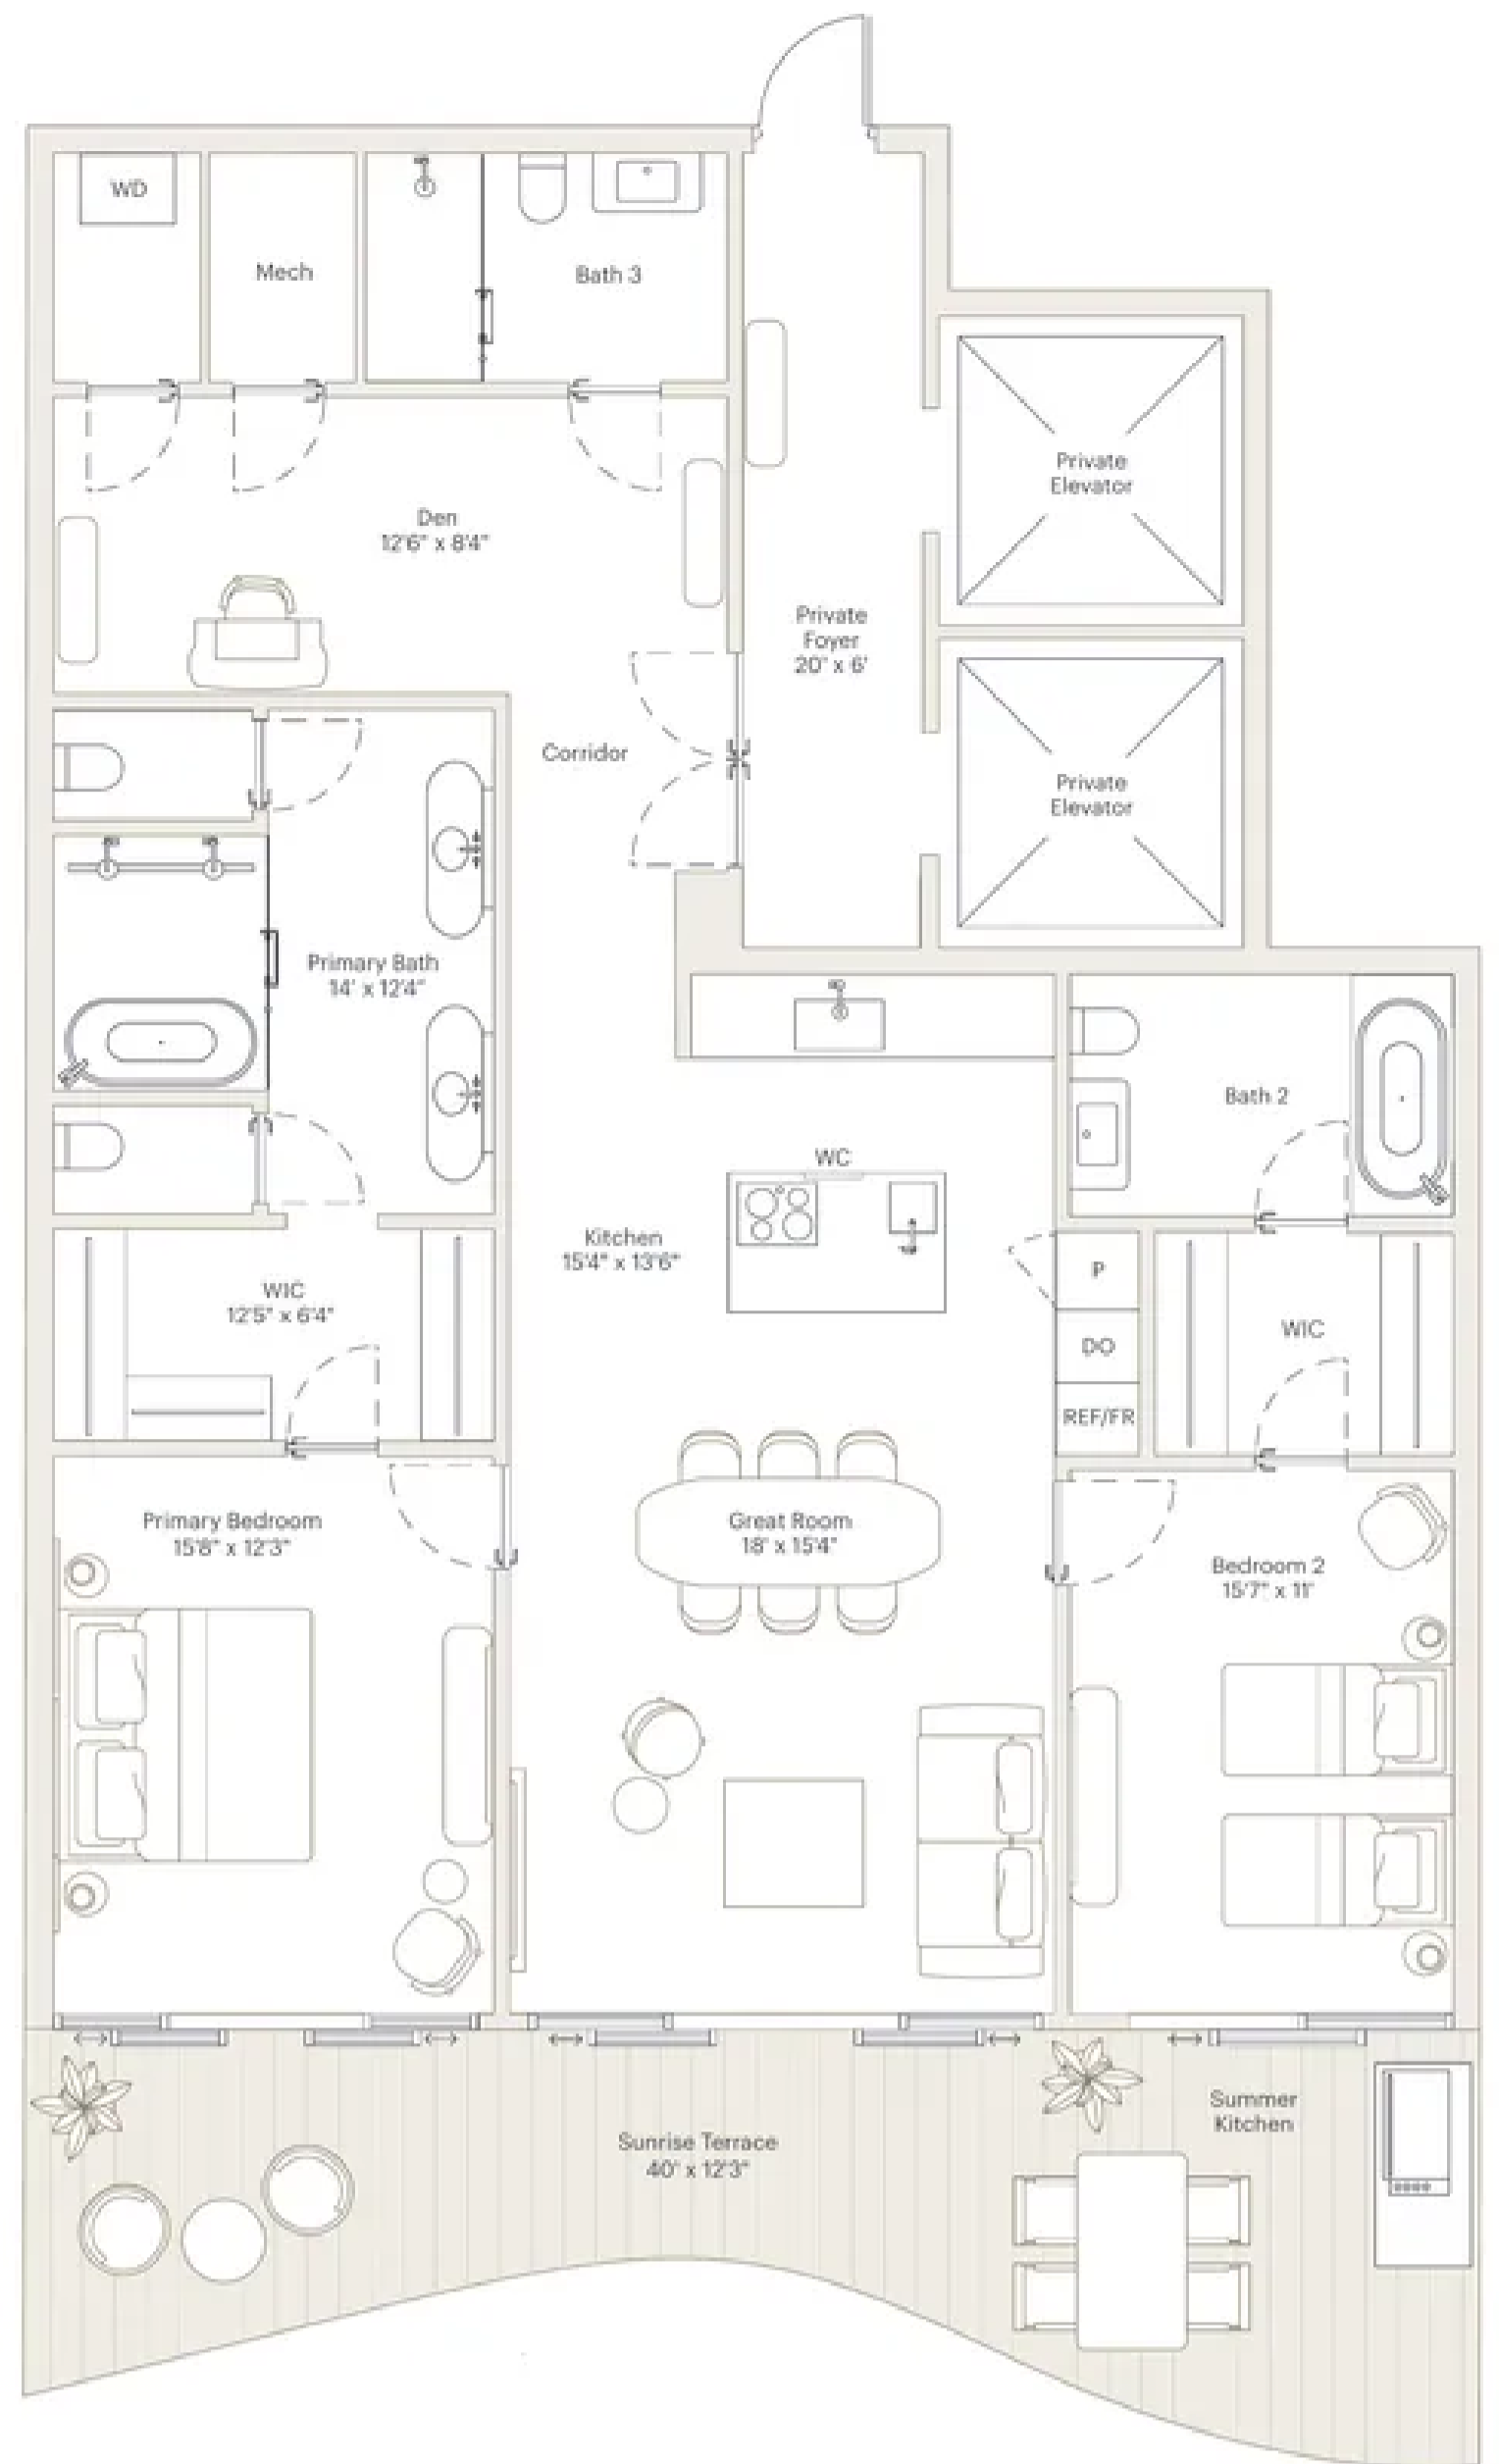 WD
Mech
Bath 3
Private
Elevator
Den
12'6" x 8'4"
Private
Foyer
20' x 6'
Corridor
Private
Elevator
Primary Bath
14' x 12'4"
Bath 2
WC
Kitchen
15'4" x 13'6"
P
WIC
12'5" x 6'4"
DO
WIC
REF/FR
Primary Bedroom
15'8" x 12'3"
Great Room
18' x 15'4"
Bedroom 2
15'7" x 11'
Summer
Kitchen
Sunrise Terrace
40' x 12'3"